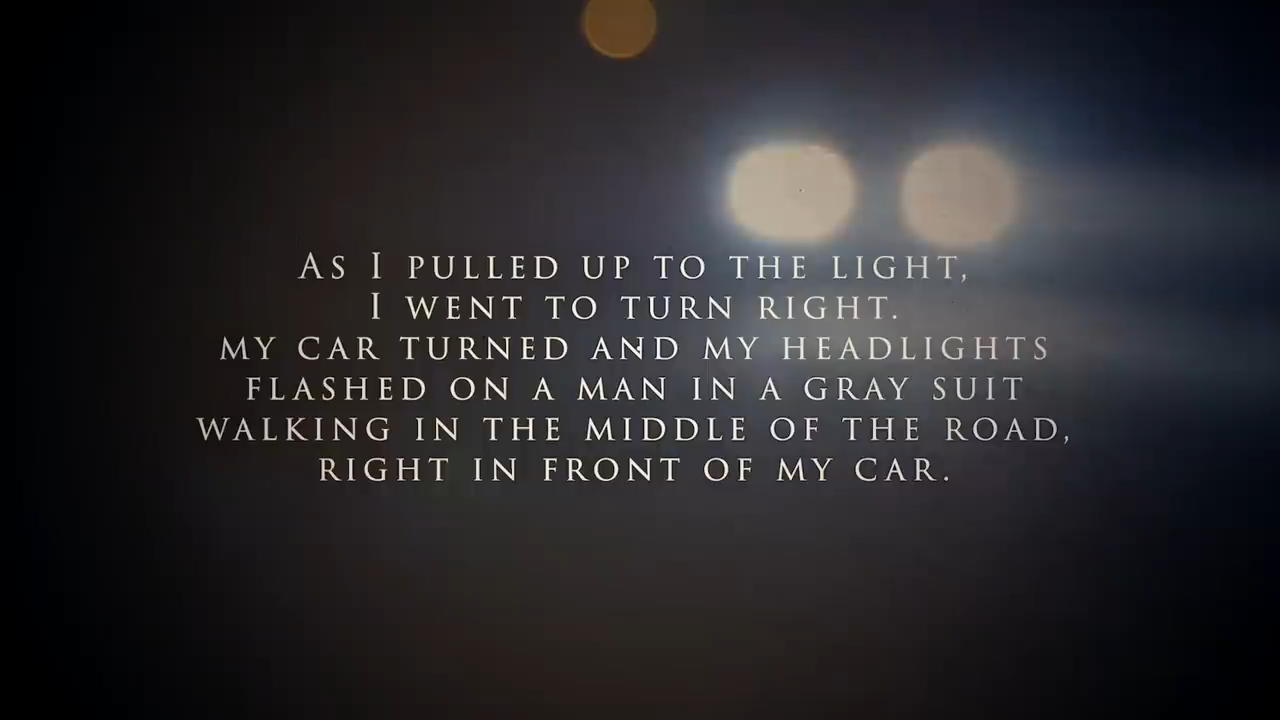 As I pulled up to the light,
I went to turn right.
my car turned and my headlights
flashed on a man in a gray suit
walking in the middle of the road,
right in front of my car.